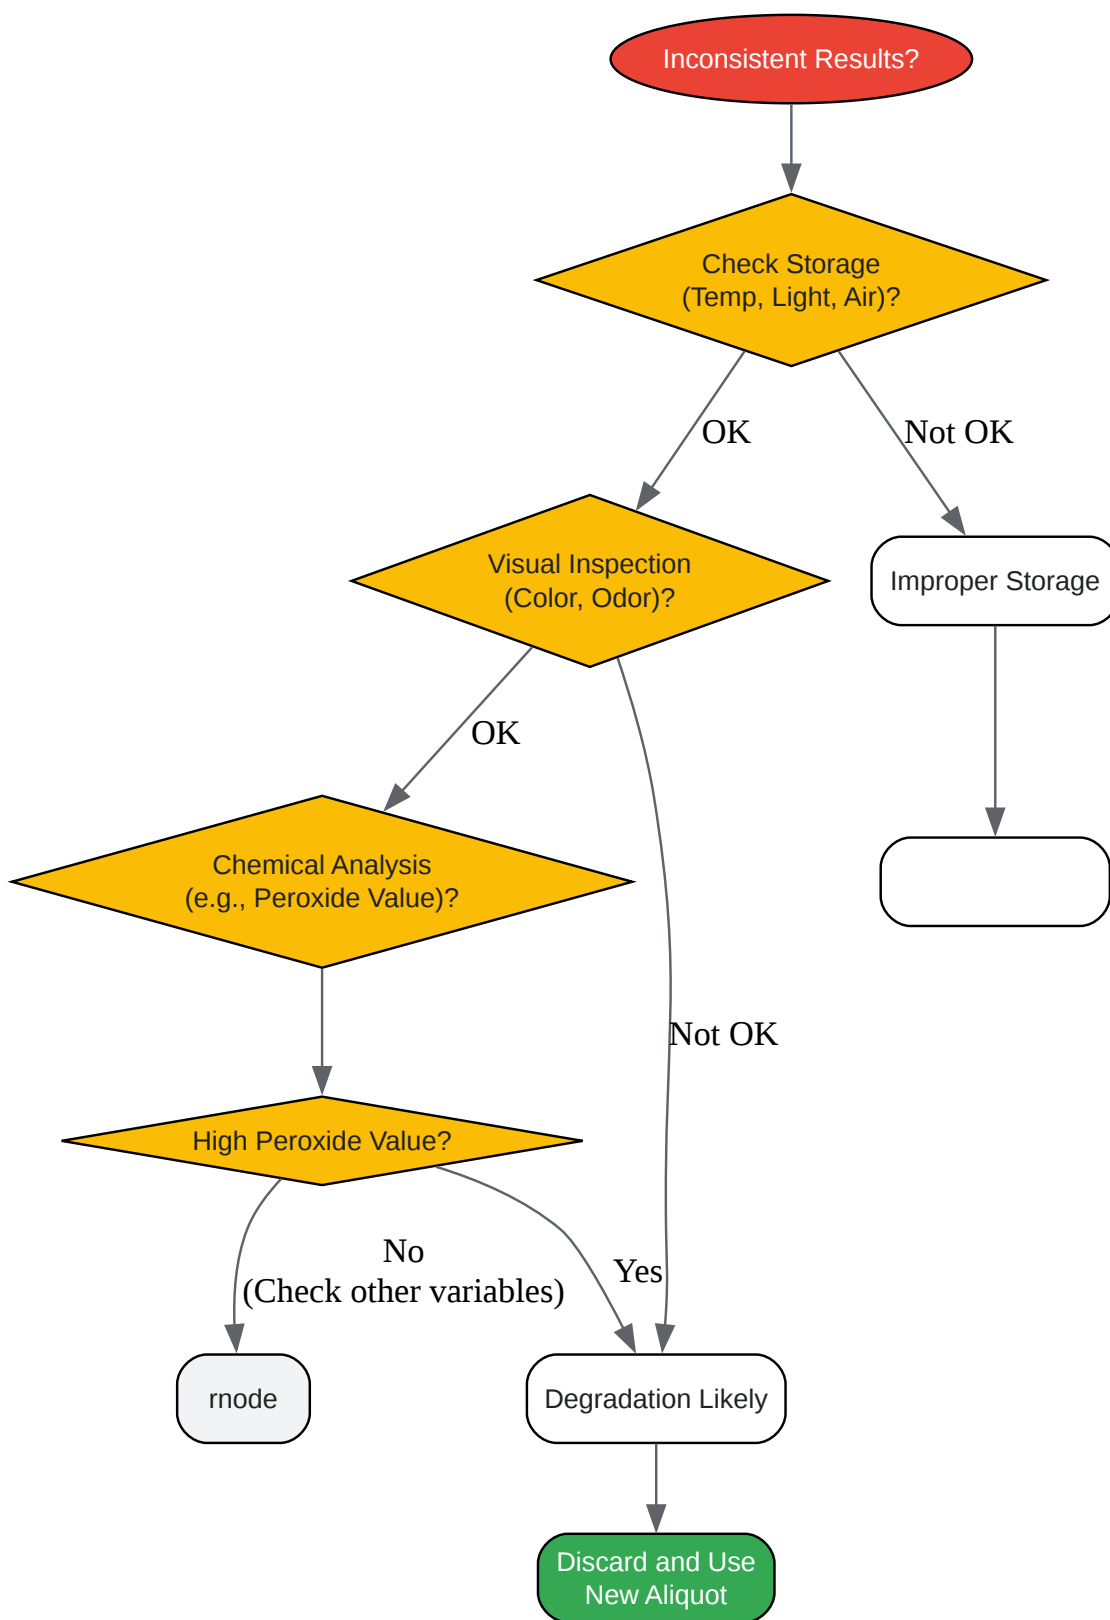 Inconsistent Results?
Check Storage
(Temp, Light, Air)?
OK
Not OK
Visual Inspection
(Color, Odor)?
Improper Storage
OK
Chemical Analysis
(e.g., Peroxide Value)?
Not OK
High Peroxide Value?
No
(Check other variables)
Yes
rnode
Degradation Likely
Discard and Use
New Aliquot